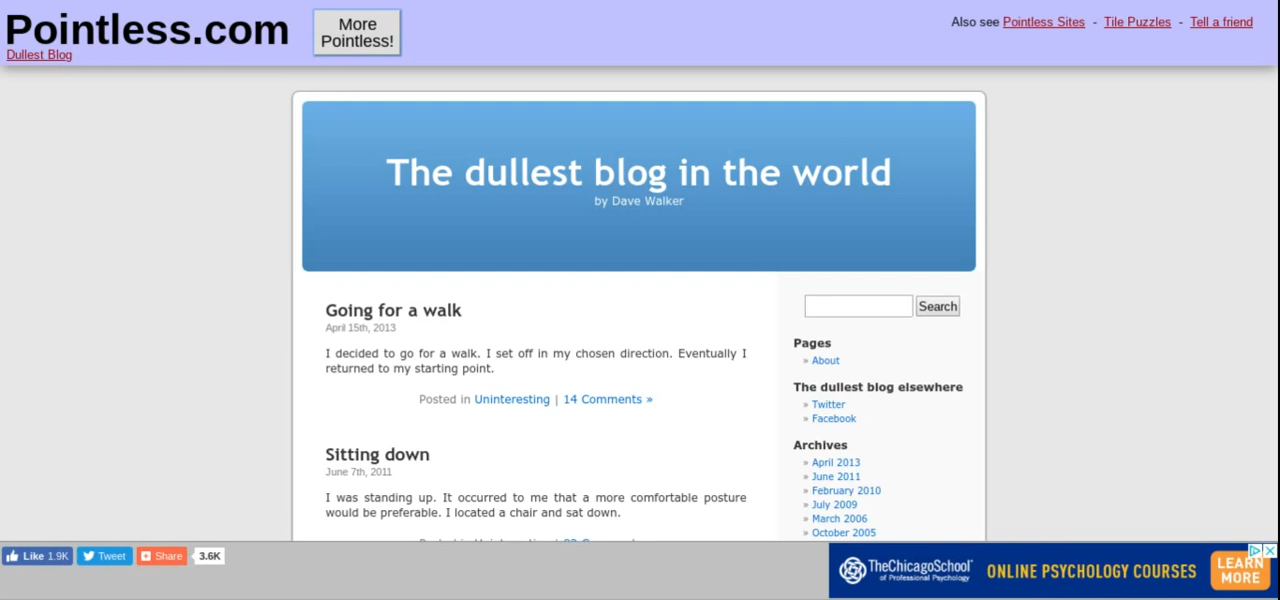 Pointless.com
Dullest Blog
More
Pointless!
Also see Pointless Sites - Tile Puzzles - Tell a friend
The dullest blog in the world
by Dave Walker
Going for a walk
April 15th, 2013
I decided to go for a walk. I set off in my chosen direction. Eventually I
returned to my starting point.
Posted in Uninteresting | 14 Comments »
Sitting down
June 7th, 2011
I was standing up. It occurred to me that a more comfortable posture
would be preferable. I located a chair and sat down.
Search
Pages
» About
The dullest blog elsewhere
» Twitter
» Facebook
Archives
» April 2013
» June 2011
» February 2010
» July 2009
» March 2006
» October 2005
Like 1.9K
Tweet
Share
3.6K
TheChicagoSchool®
of Professional Psychology
ONLINE PSYCHOLOGY COURSES
LEARN
MORE